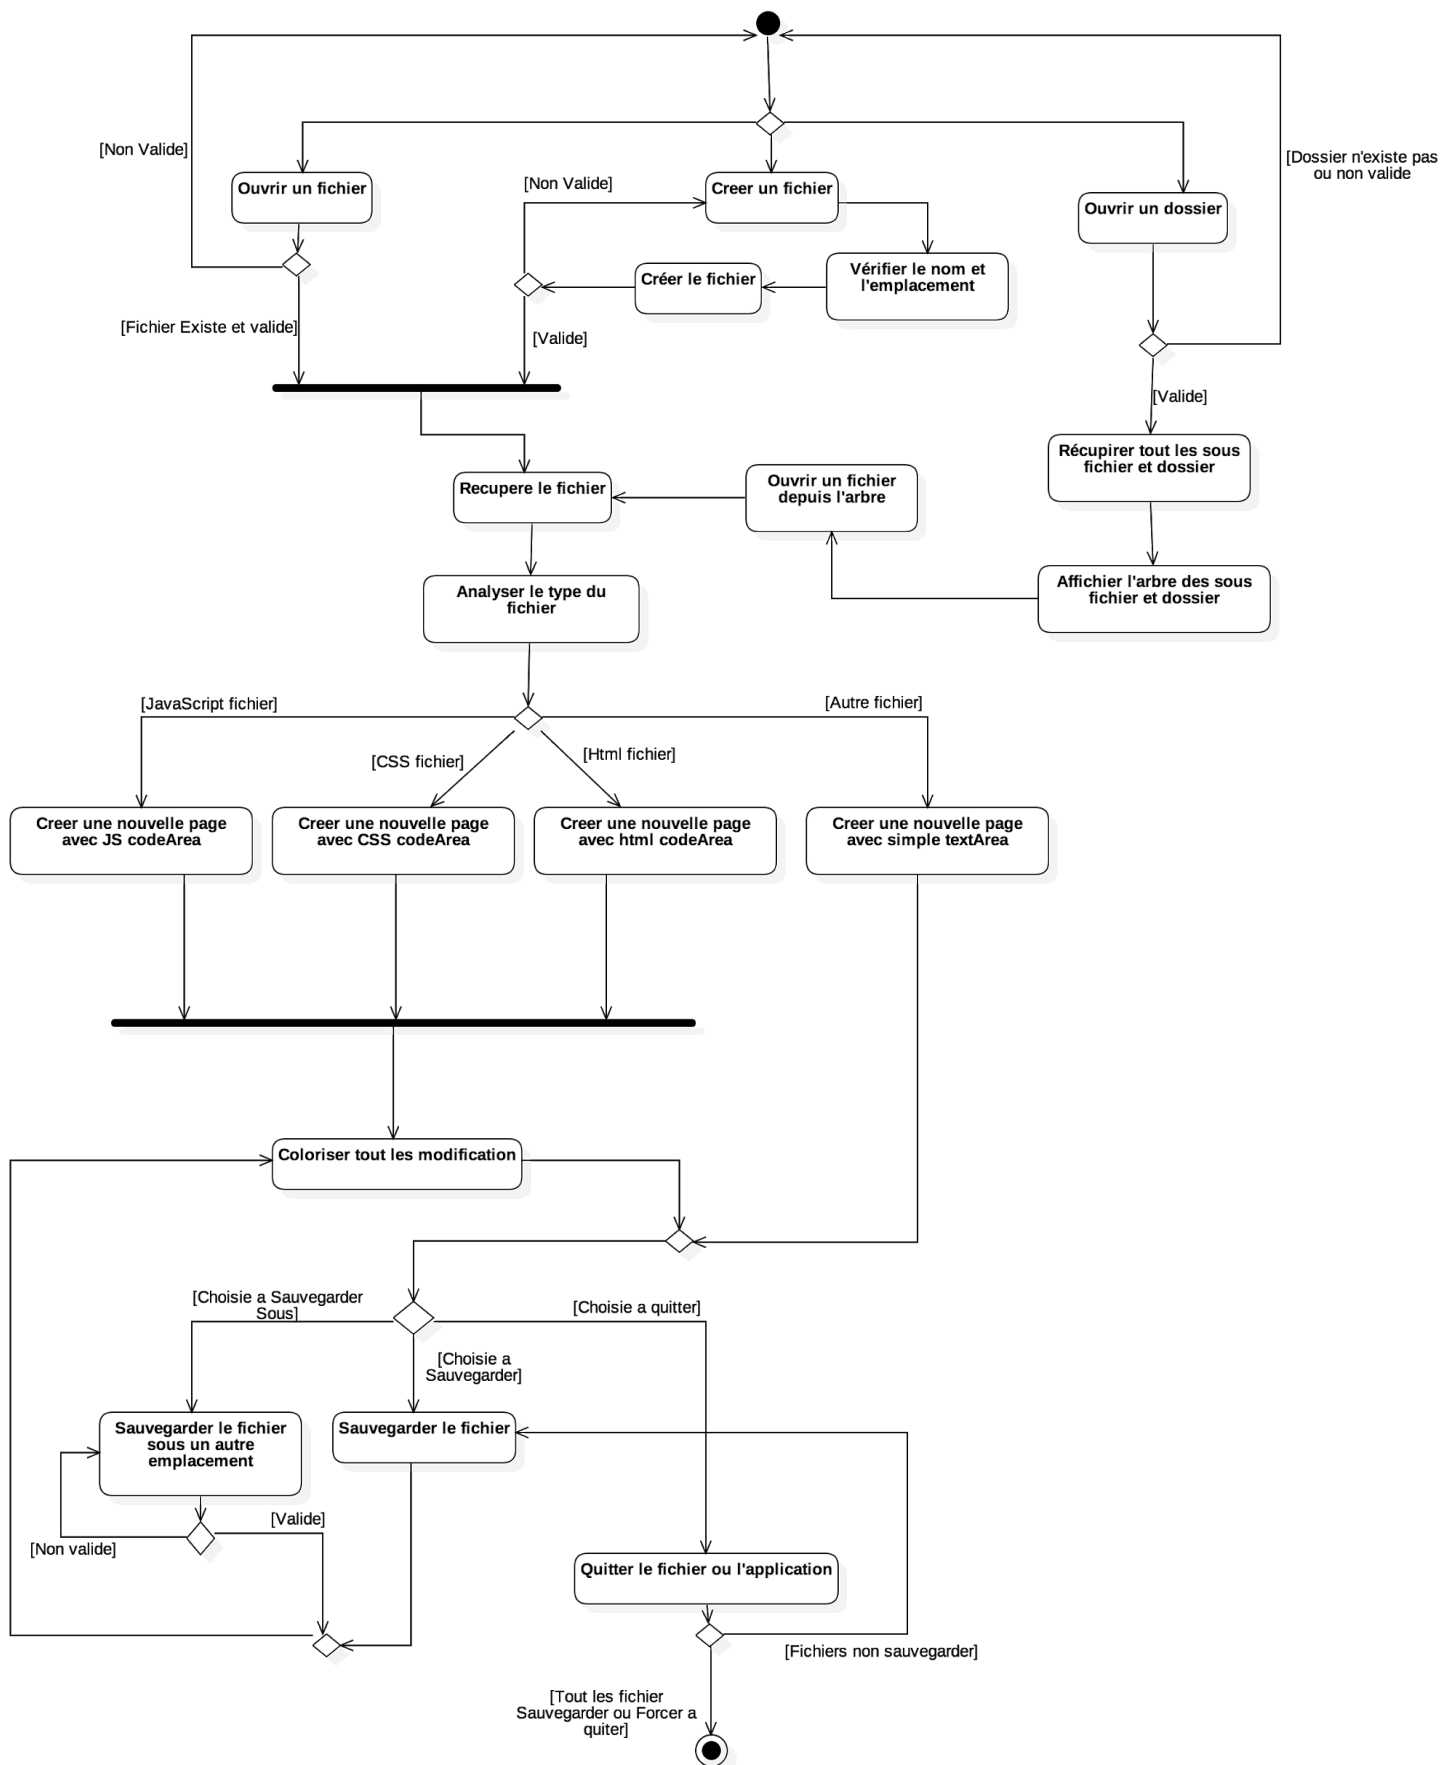 [Non Valide]
[Dossier n'existe pas
ou non valide
Ouvrir un fichier
[Non Valide]
Creer un fichier
Ouvrir un dossier
Créer le fichier
Vérifier le nom et
l'emplacement
[Fichier Existe et valide]
[Valide]
[Valide]
Récupirer tout les sous
fichier et dossier
Recupere le fichier
Ouvrir un fichier
depuis l'arbre
Analyser le type du
fichier
Affichier l'arbre des sous
fichier et dossier
[JavaScript fichier]
[Autre fichier]
[CSS fichier]
[Html fichier]
Creer une nouvelle page
avec JS codeArea
Creer une nouvelle page
avec CSS codeArea
Creer une nouvelle page
avec html codeArea
Creer une nouvelle page
avec simple textArea
Coloriser tout les modification
[Choisie a Sauvegarder
Sous]
[Choisie a quitter]
[Choisie a
Sauvegarder]
Sauvegarder le fichier
sous un autre
emplacement
Sauvegarder le fichier
[Valide]
[Non valide]
Quitter le fichier ou l'application
[Fichiers non sauvegarder]
[Tout les fichier
Sauvegarder ou Forcer a
quiter]